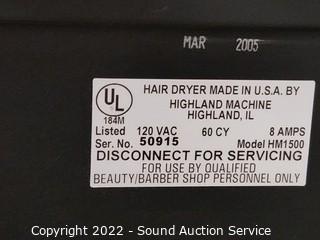 MAR 2005
HAIR DRYER MADE IN U.S.A. BY
HIGHLAND MACHINE
HIGHLAND, IL
UL
184M
Listed 120 VAC 60 CY 8 AMPS
Ser. No. 50915 Model HM1500
DISCONNECT FOR SERVICING
FOR USE BY QUALIFIED
BEAUTY/BARBER SHOP PERSONNEL ONLY
Copyright 2022 - Sound Auction Service